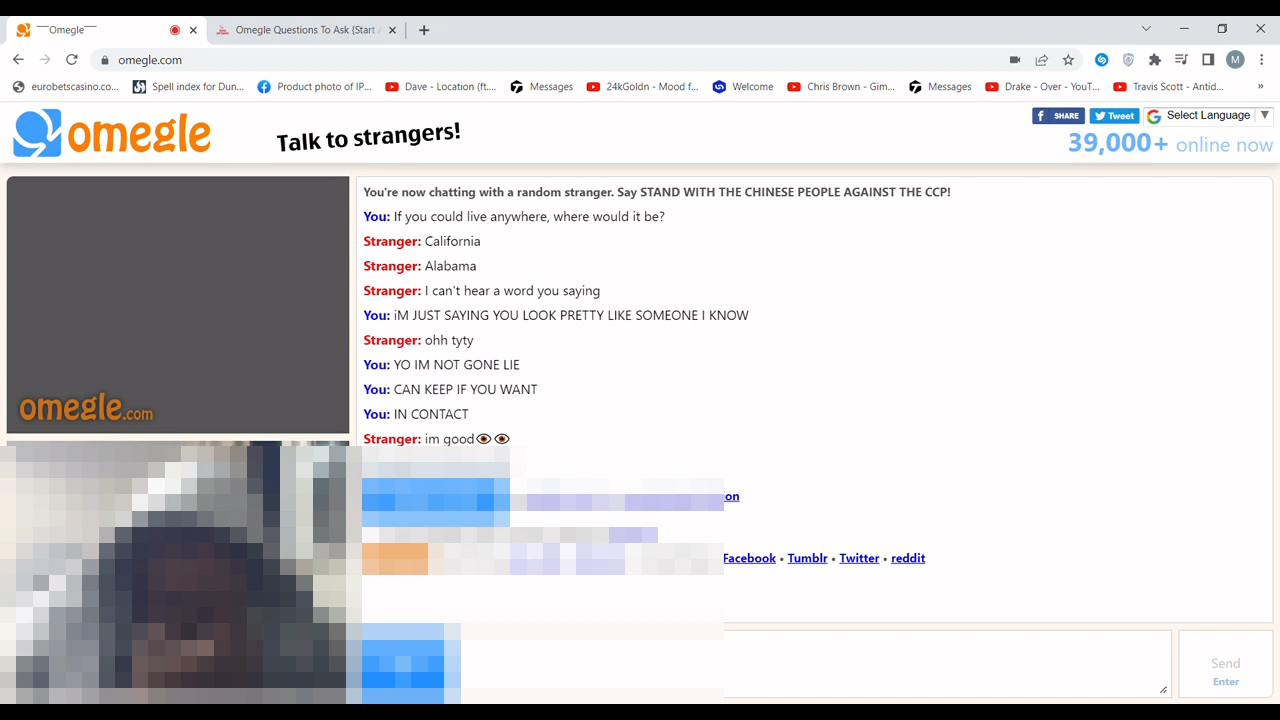 Omegle
Omegle Questions To Ask (Start
omegle.com
eurobetscasino.co...
Spell index for Dun...
Product photo of IP...
Dave - Location (ft....
Messages
24kGoldn - Mood f...
Welcome
Chris Brown - Gim...
Messages
Drake - Over - YouT...
Travis Scott - Antid...
»
omegle
Talk to strangers!
SHARE
Tweet
Select Language
39,000+ online now
You're now chatting with a random stranger. Say STAND WITH THE CHINESE PEOPLE AGAINST THE CCP!
You: If you could live anywhere, where would it be?
Stranger: California
Stranger: Alabama
Stranger: I can't hear a word you saying
You: iM JUST SAYING YOU LOOK PRETTY LIKE SOMEONE I KNOW
Stranger: ohh tyty
You: YO IM NOT GONE LIE
You: CAN KEEP IF YOU WANT
You: IN CONTACT
Stranger: im good👁👁
omegle.com
on
Facebook • Tumblr • Twitter • reddit
Send
Enter